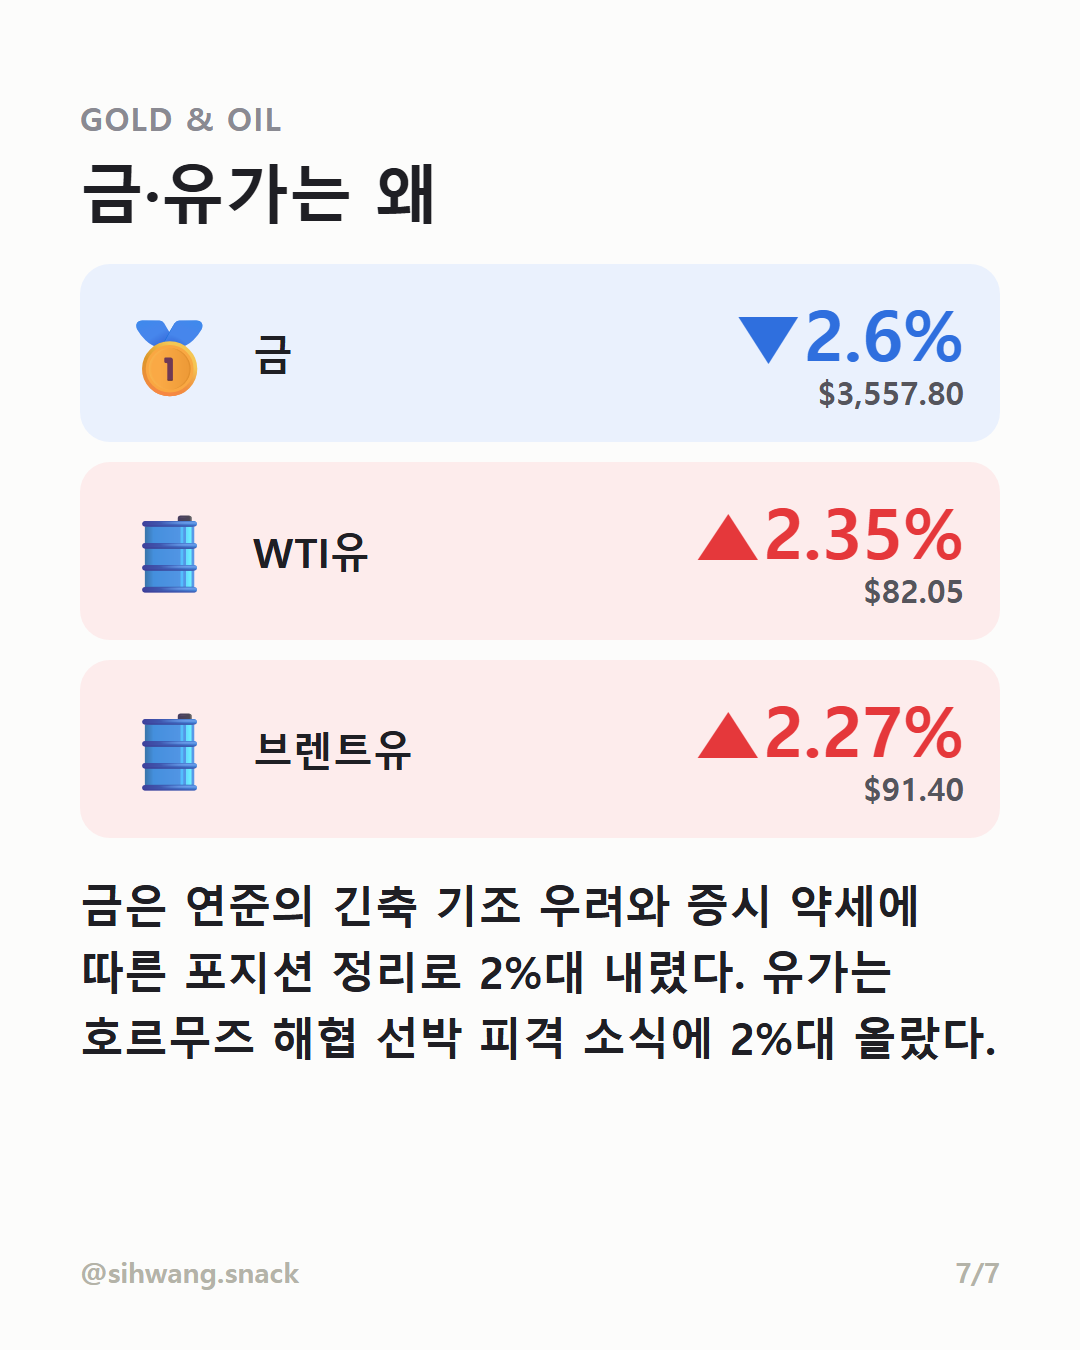 GOLD & OIL
금·유가는 왜
1
금
▼2.6%
$3,557.80
WTI유
▲2.35%
$82.05
브렌트유
▲2.27%
$91.40
금은 연준의 긴축 기조 우려와 증시 약세에
따른 포지션 정리로 2%대 내렸다. 유가는
호르무즈 해협 선박 피격 소식에 2%대 올랐다.
@sihwang.snack
7/7